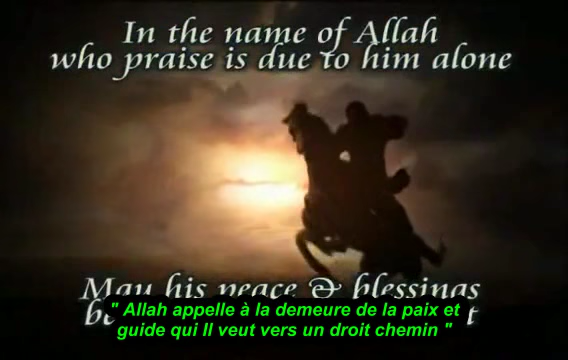 In the name of Allah
who praise is due to him alone
May his peace & blessings
" Allah appelle à la demeure de la paix et
guide qui Il veut vers un droit chemin "